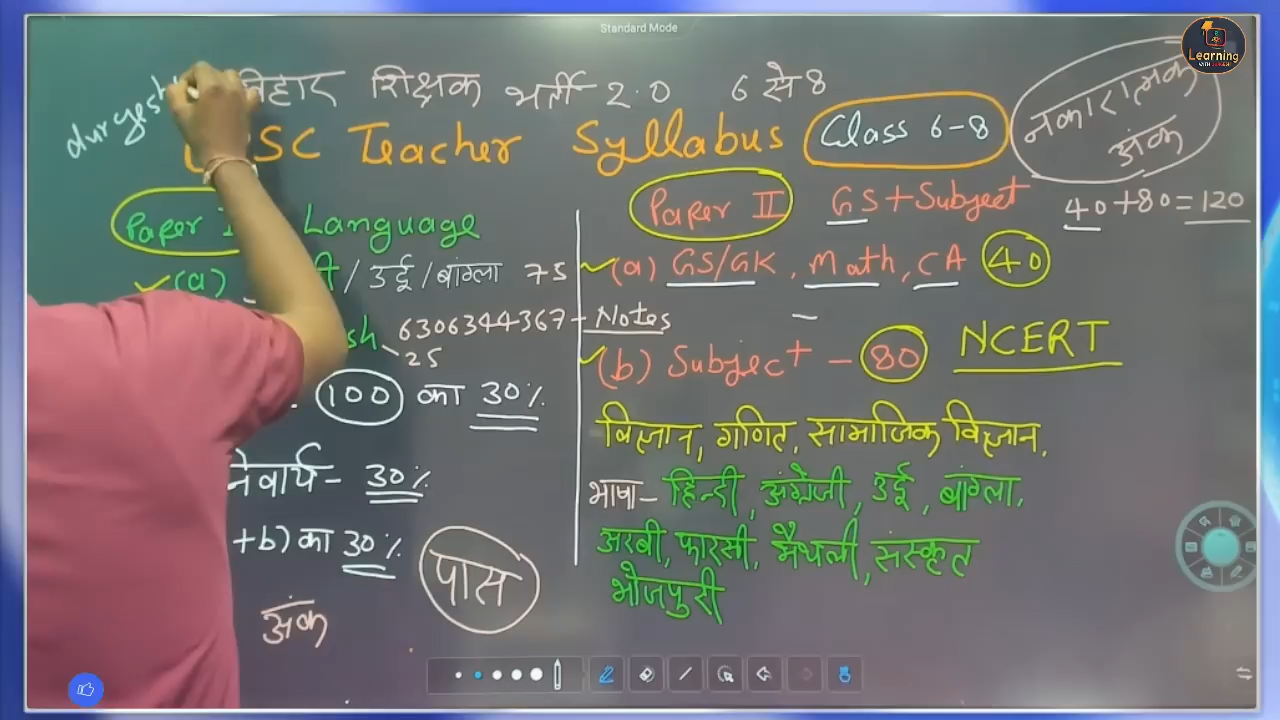 Standard Mode
Learning
बिहार शिक्षक भर्ती 2.0 6 से 8
durgesh
SC Teacher Syllabus Class 6-8
नकारात्मक
अंक
Paper I Language
(a) / उर्दू / बांग्ला 75
sh 6306344367 - Notes
25
100 का 30%
नवार्य - 30%
+b) का 30%
अंक
पास
Paper II GS + Subject
40 + 80 = 120
(a) GS/GK, Math, CA 40
(b) Subject - 80 NCERT
विज्ञान, गणित, सामाजिक विज्ञान,
भाषा - हिन्दी, अंग्रेजी, उर्दू, बांग्ला,
अरबी, फारसी, मैथली, संस्कृत
भोजपुरी